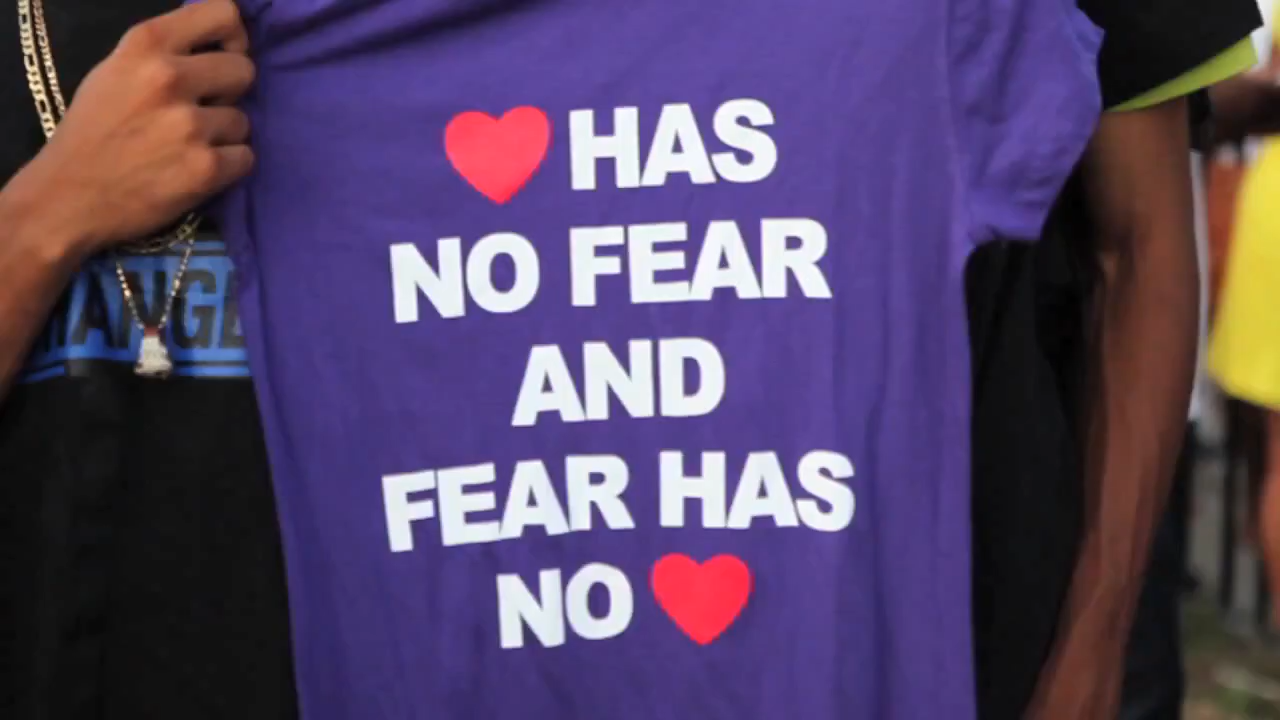 ❤ HAS
NO FEAR
AND
FEAR HAS
NO ❤